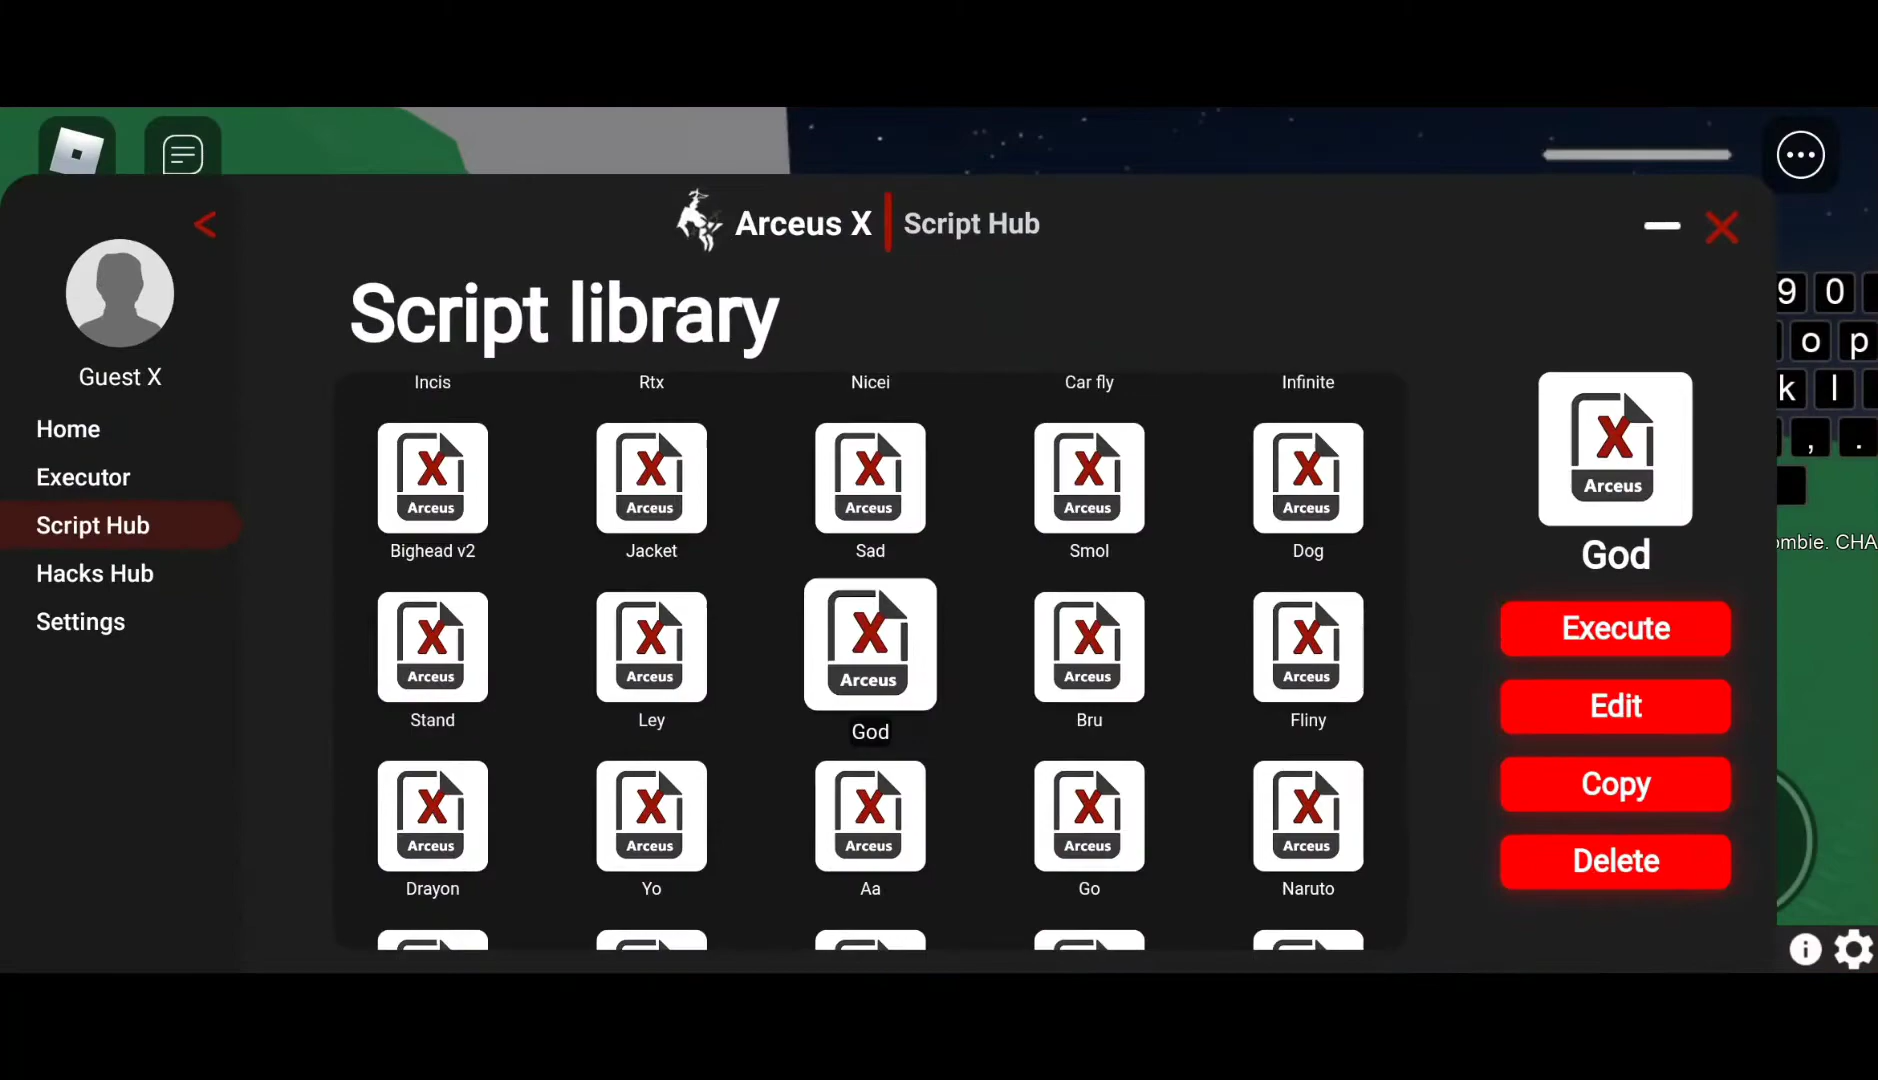 Arceus X
Script Hub
Script library
Guest X
Home
Executor
Script Hub
Hacks Hub
Settings
Incis
Rtx
Nicei
Car fly
Infinite
X Arceus
X Arceus
X Arceus
X Arceus
X Arceus
Bighead v2
Jacket
Sad
Smol
Dog
X Arceus
X Arceus
X Arceus
X Arceus
X Arceus
Stand
Ley
God
Bru
Fliny
X Arceus
X Arceus
X Arceus
X Arceus
X Arceus
Drayon
Yo
Aa
Go
Naruto
X Arceus
God
Execute
Edit
Copy
Delete
9 0
o p
k l
, .
ombie. CHA